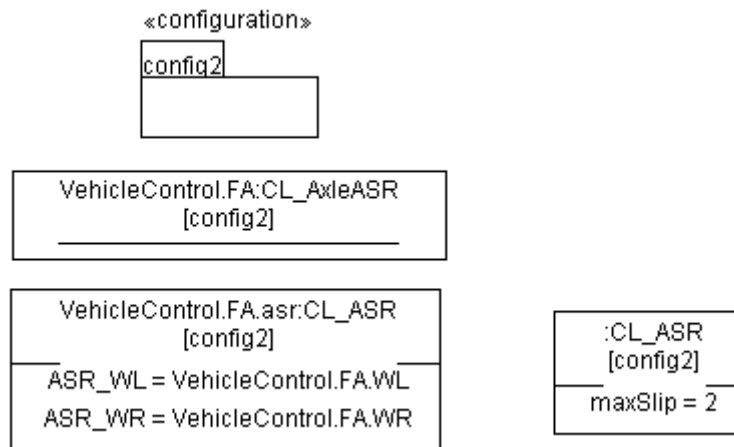 «configuration»
config2
VehicleControl.FA:CL_AxleASR
[config2]
VehicleControl.FA.asr:CL_ASR
[config2]
ASR_WL = VehicleControl.FA.WL
ASR_WR = VehicleControl.FA.WR
:CL_ASR
[config2]
maxSlip = 2